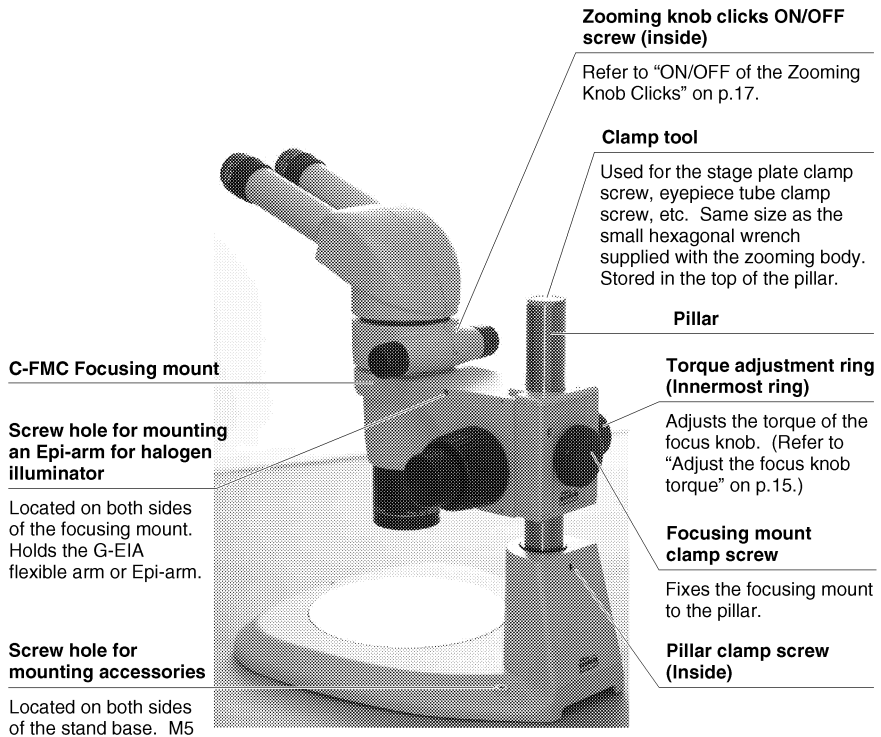 Zooming knob clicks ON/OFF
screw (inside)
Refer to “ON/OFF of the Zooming
Knob Clicks” on p.17.
Clamp tool
Used for the stage plate clamp
screw, eyepiece tube clamp
screw, etc. Same size as the
small hexagonal wrench
supplied with the zooming body.
Stored in the top of the pillar.
Pillar
Torque adjustment ring
(Innermost ring)
Adjusts the torque of the
focus knob. (Refer to
“Adjust the focus knob
torque” on p.15.)
Focusing mount
clamp screw
Fixes the focusing mount
to the pillar.
Pillar clamp screw
(Inside)
C-FMC Focusing mount
Screw hole for mounting
an Epi-arm for halogen
illuminator
Located on both sides
of the focusing mount.
Holds the G-EIA
flexible arm or Epi-arm.
Screw hole for
mounting accessories
Located on both sides
of the stand base. M5